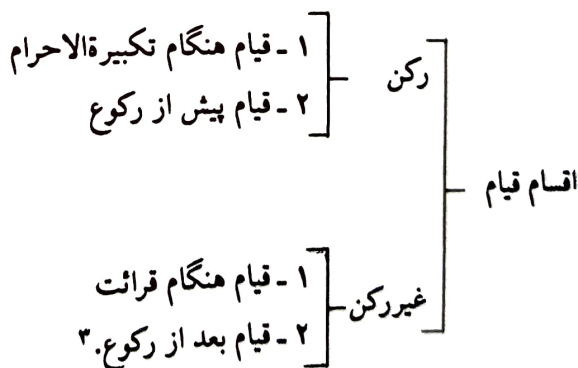 اقسام قیام
رکن
۱ ـ قیام هنگام تکبیرةالاحرام
۲ ـ قیام پیش از رکوع
غیررکن
۱ ـ قیام هنگام قرائت
۲ ـ قیام بعد از رکوع.۳